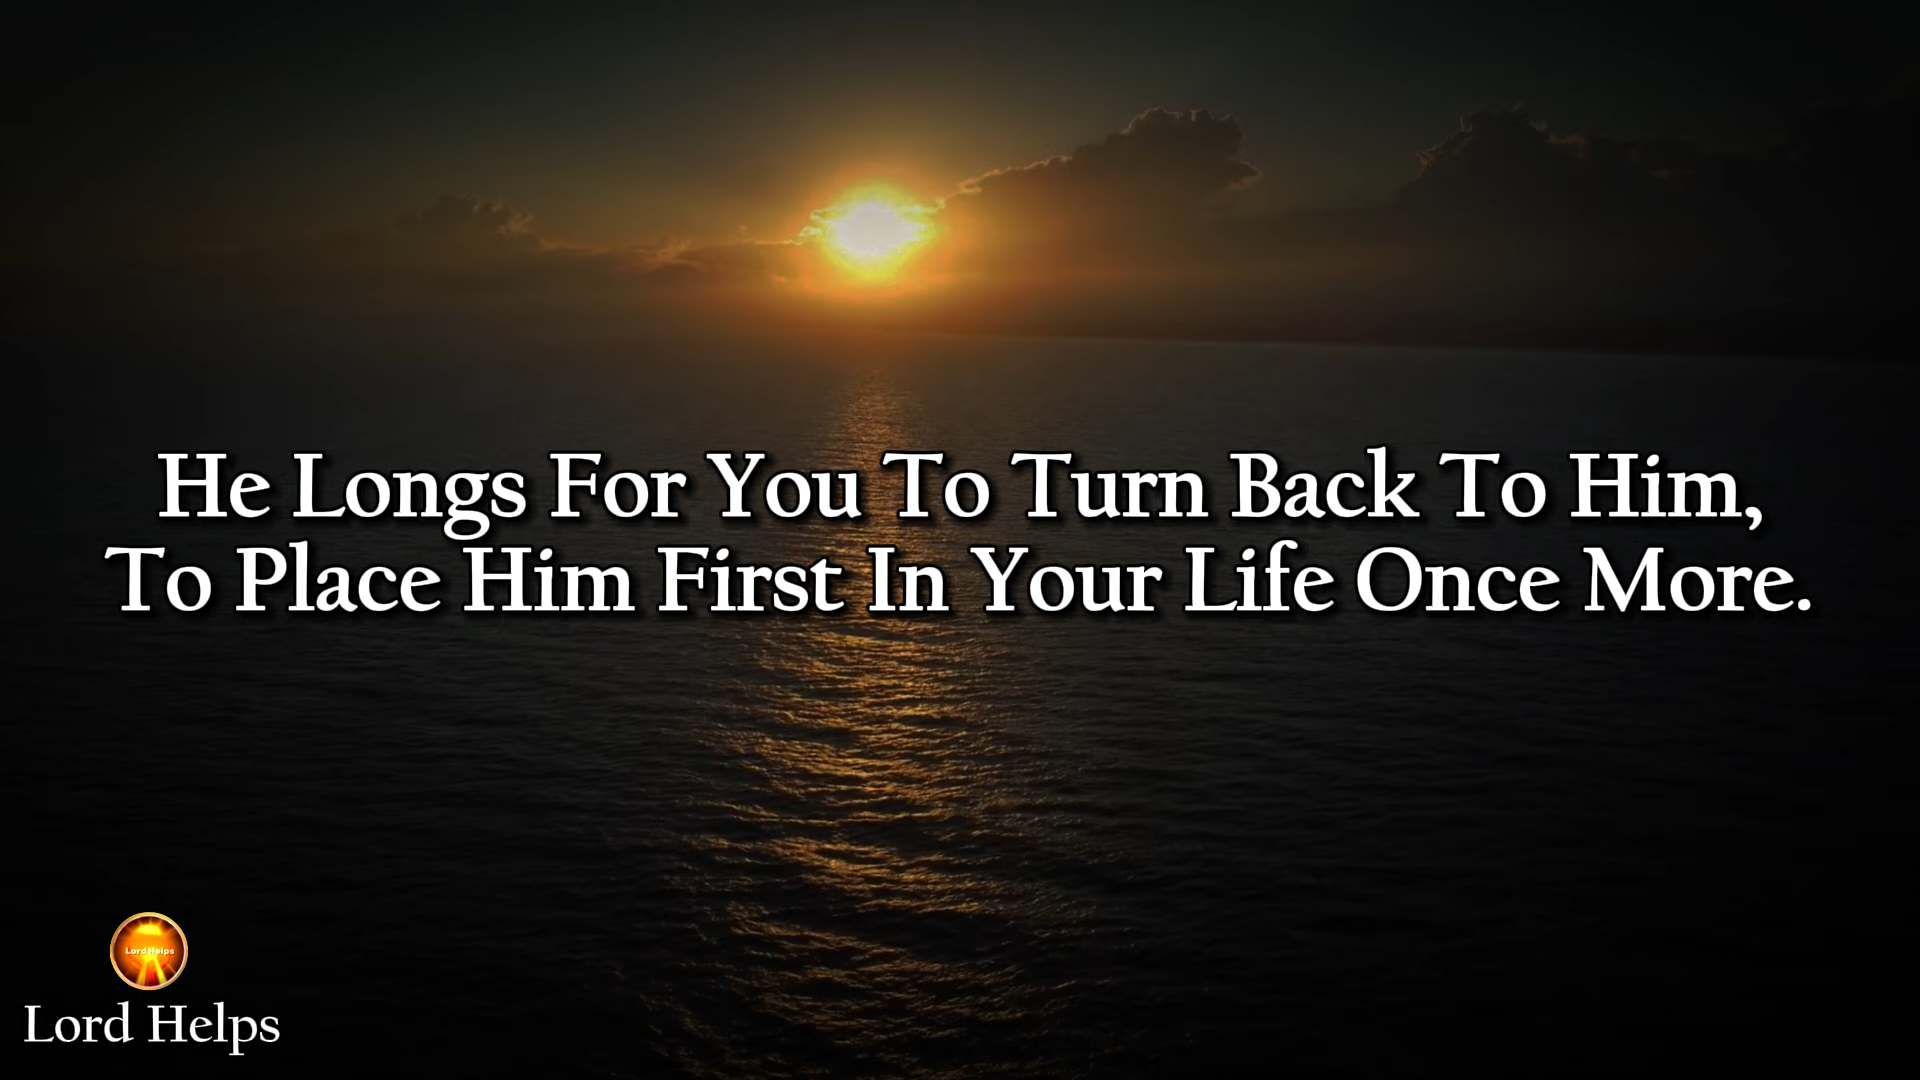 He Longs For You To Turn Back To Him,
To Place Him First In Your Life Once More.
Lord Helps
Lord Helps